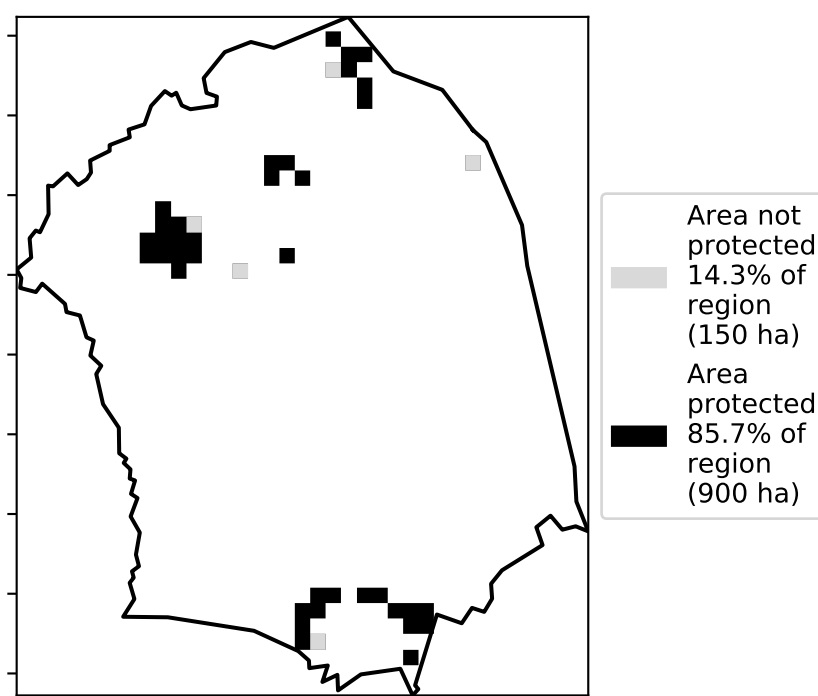 Area not
protected
14.3% of
region
(150 ha)
Area
protected
85.7% of
region
(900 ha)